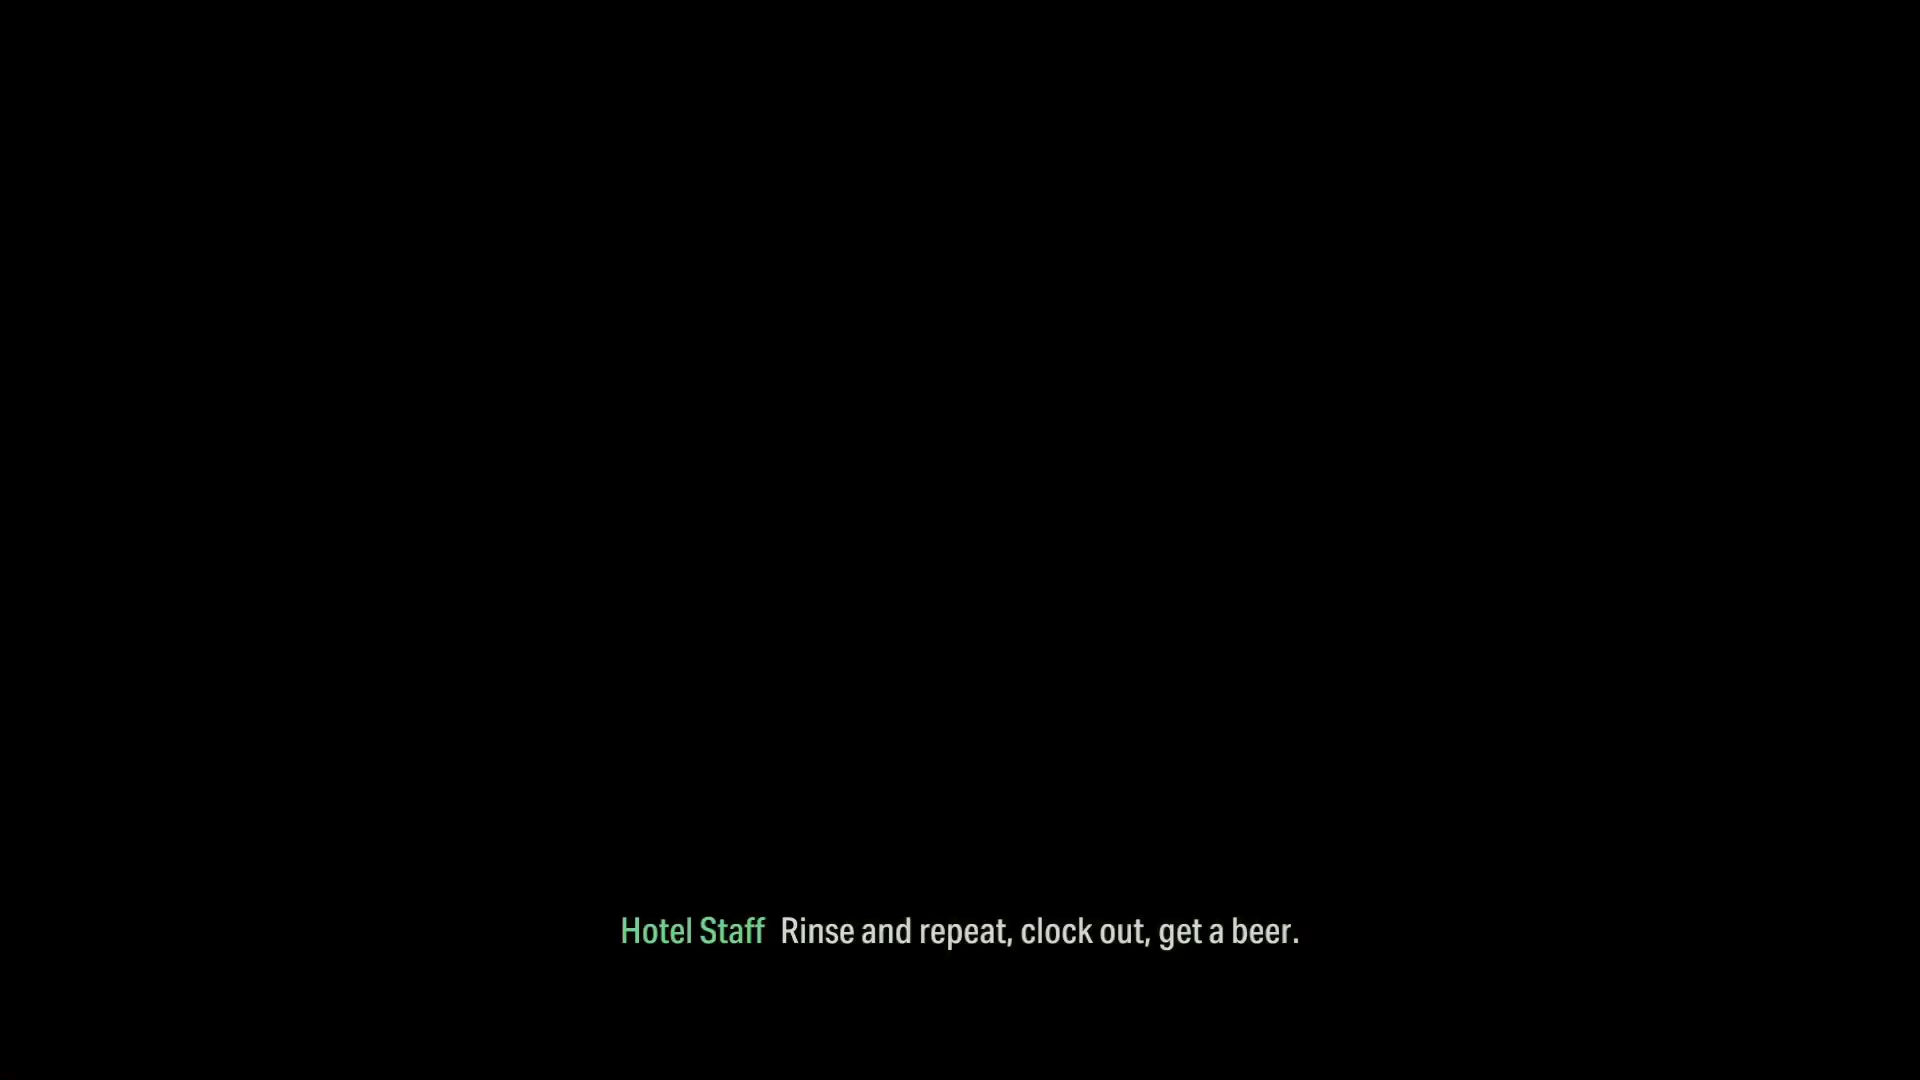 Hotel Staff Rinse and repeat, clock out, get a beer.